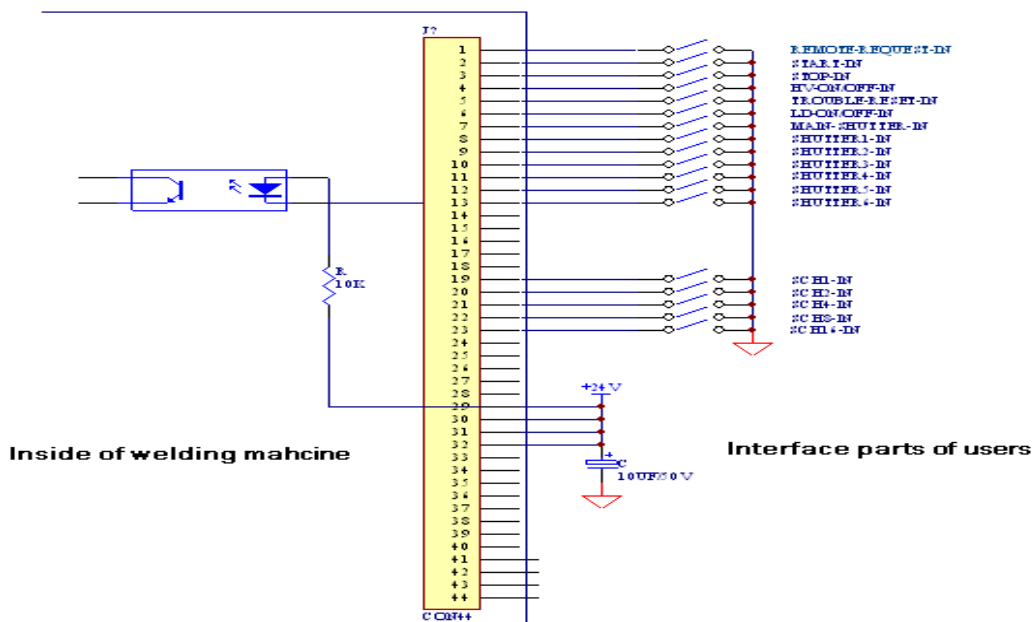 J?
1 REMOTE-REQUEST-IN
2 START-IN
3 STOP-IN
4 HV-ON/OFF-IN
5 TROUBLE-RESET-IN
6 LD-ON/OFF-IN
7 MAIN-SHUTTER-IN
8 SHUTTER1-IN
9 SHUTTER2-IN
10 SHUTTER3-IN
11 SHUTTER4-IN
12 SHUTTER5-IN
13 SHUTTER6-IN
14
15
16
17
18
19 SCH1-IN
20 SCH2-IN
21 SCH4-IN
22 SCH8-IN
23 SCH16-IN
24
25
26
27
28
29
30
31
32
33
34
35
36
37
38
39
40
41
42
43
44
CON44
R
10K
+24V
+
C
10UF/50V
Inside of welding mahcine
Interface parts of users